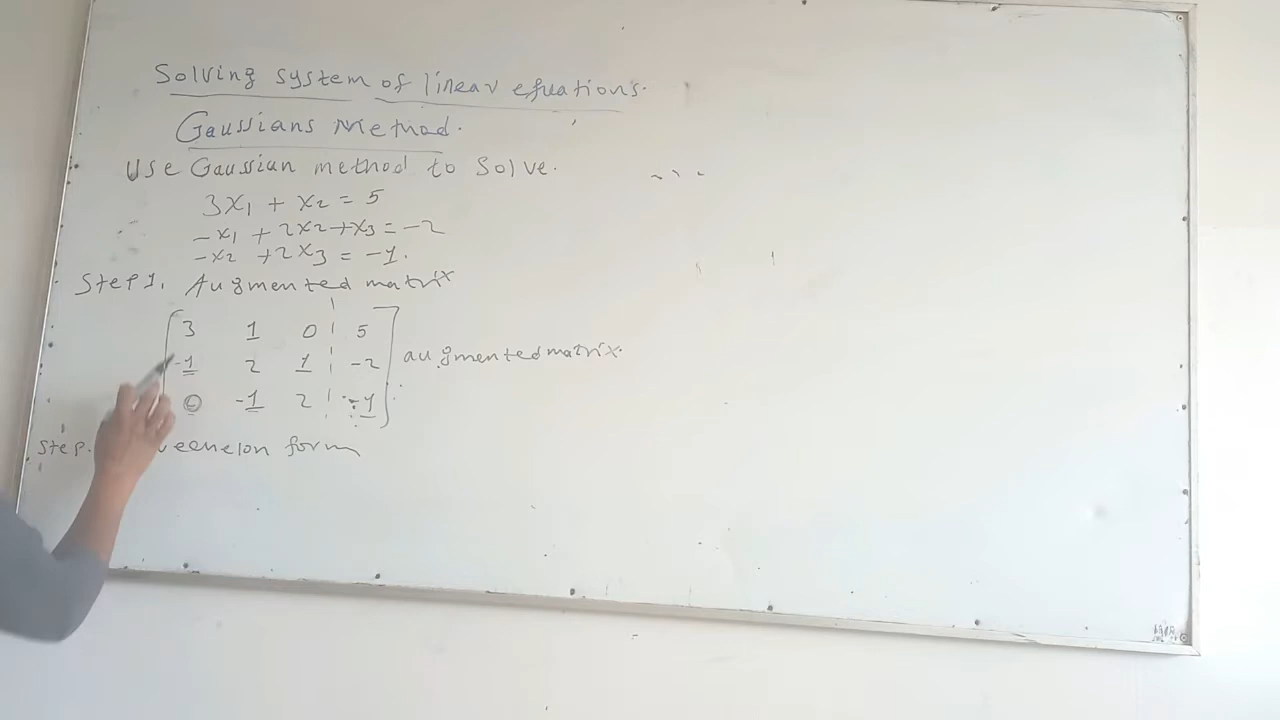 Solving system of linear equations.
Gaussians Method.
Use Gaussian method to Solve.
3x1 + x2 = 5
-x1 + 2x2 + x3 = -2
-x2 + 2x3 = -1.
Step 1. Augmented matrix
3 1 0 5
-1 2 1 -2
0 -1 2 -1
augmented matrix.
Step. form